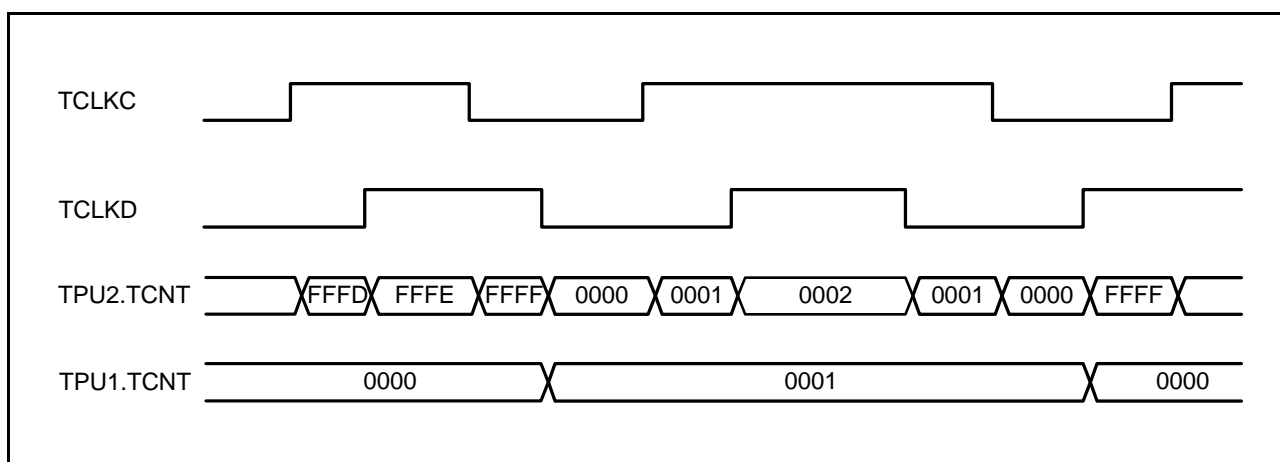 TCLKC
TCLKD
TPU2.TCNT FFFD FFFE FFFF 0000 0001 0002 0001 0000 FFFF
TPU1.TCNT 0000 0001 0000